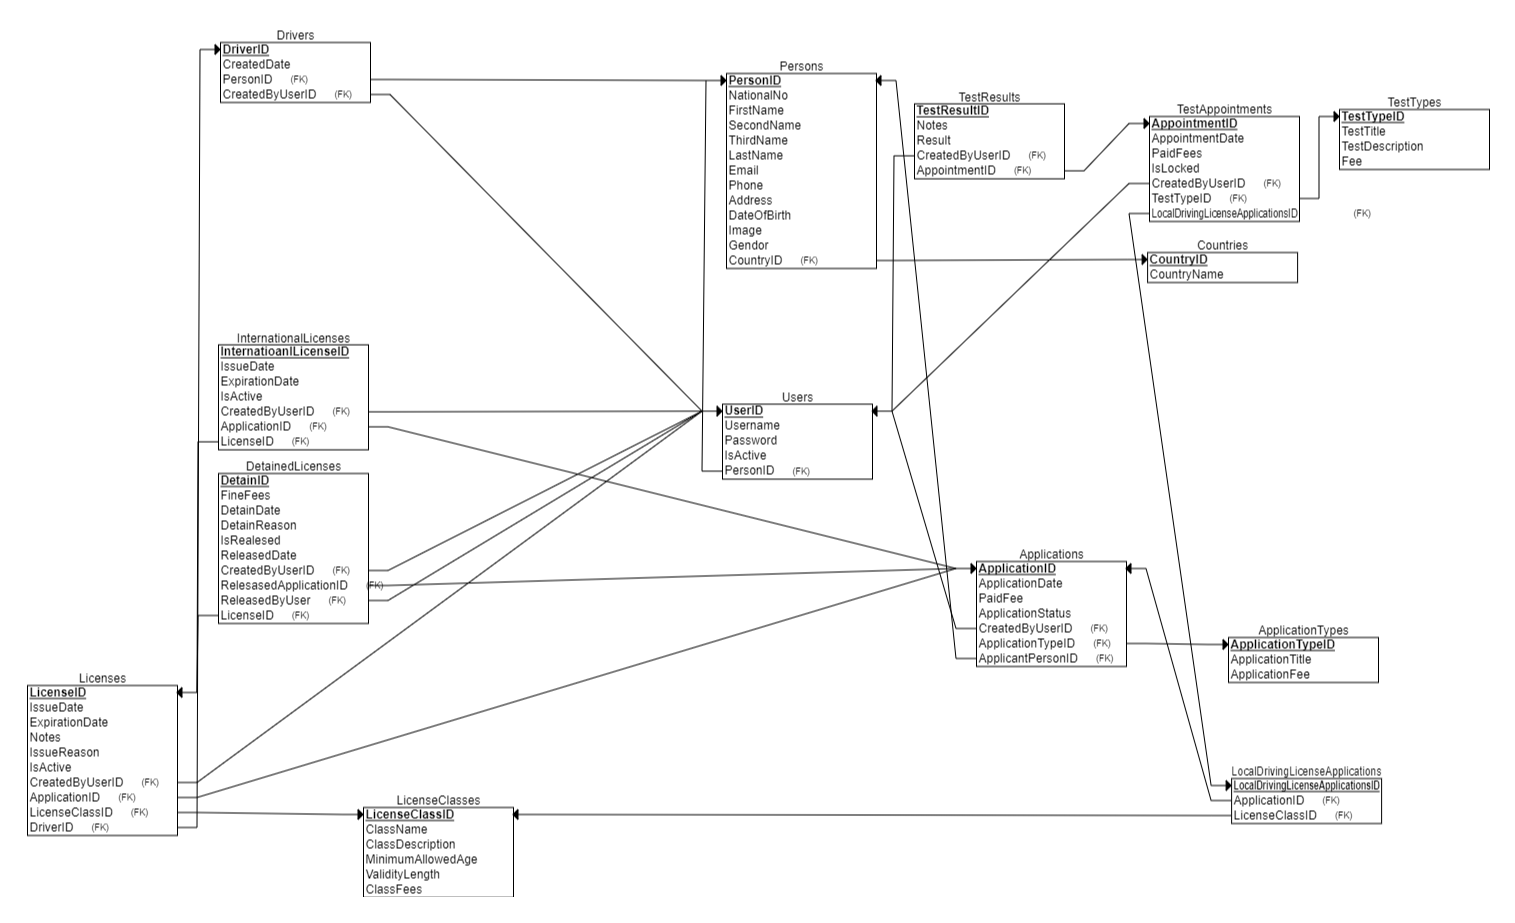 Drivers
DriverID
CreatedDate
PersonID (FK)
CreatedByUserID (FK)
Persons
PersonID
NationalNo
FirstName
SecondName
ThirdName
LastName
Email
Phone
Address
DateOfBirth
Image
Gendor
CountryID (FK)
TestResults
TestResultID
Notes
Result
CreatedByUserID (FK)
AppointmentID (FK)
TestAppointments
AppointmentID
AppointmentDate
PaidFees
IsLocked
CreatedByUserID (FK)
TestTypeID (FK)
LocalDrivingLicenseApplicationsID (FK)
TestTypes
TestTypeID
TestTitle
TestDescription
Fee
Countries
CountryID
CountryName
InternationalLicenses
InternatioanlLicenseID
IssueDate
ExpirationDate
IsActive
CreatedByUserID (FK)
ApplicationID (FK)
LicenseID (FK)
Users
UserID
Username
Password
IsActive
PersonID (FK)
DetainedLicenses
DetainID
FineFees
DetainDate
DetainReason
IsRealesed
ReleasedDate
CreatedByUserID (FK)
RelesasedApplicationID (FK)
ReleasedByUser (FK)
LicenseID (FK)
Applications
ApplicationID
ApplicationDate
PaidFee
ApplicationStatus
CreatedByUserID (FK)
ApplicationTypeID (FK)
ApplicantPersonID (FK)
ApplicationTypes
ApplicationTypeID
ApplicationTitle
ApplicationFee
Licenses
LicenseID
IssueDate
ExpirationDate
Notes
IssueReason
IsActive
CreatedByUserID (FK)
ApplicationID (FK)
LicenseClassID (FK)
DriverID (FK)
LicenseClasses
LicenseClassID
ClassName
ClassDescription
MinimumAllowedAge
ValidityLength
ClassFees
LocalDrivingLicenseApplications
LocalDrivingLicenseApplicationsID
ApplicationID (FK)
LicenseClassID (FK)